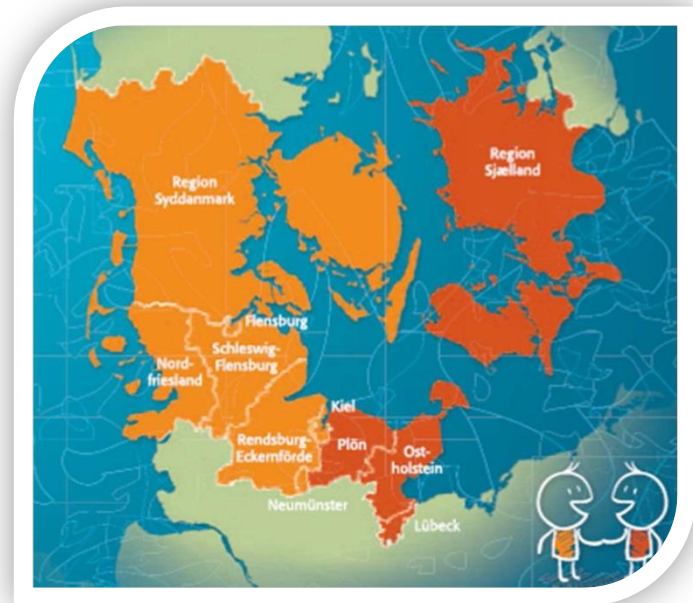 Region
Sjælland
Region
Syddanmark
Flensburg
Schleswig-
Flensburg
Nord-
friesland
Kiel
Rendsburg-
Eckernförde
Plön
Ost-
holstein
Neumünster
Lübeck